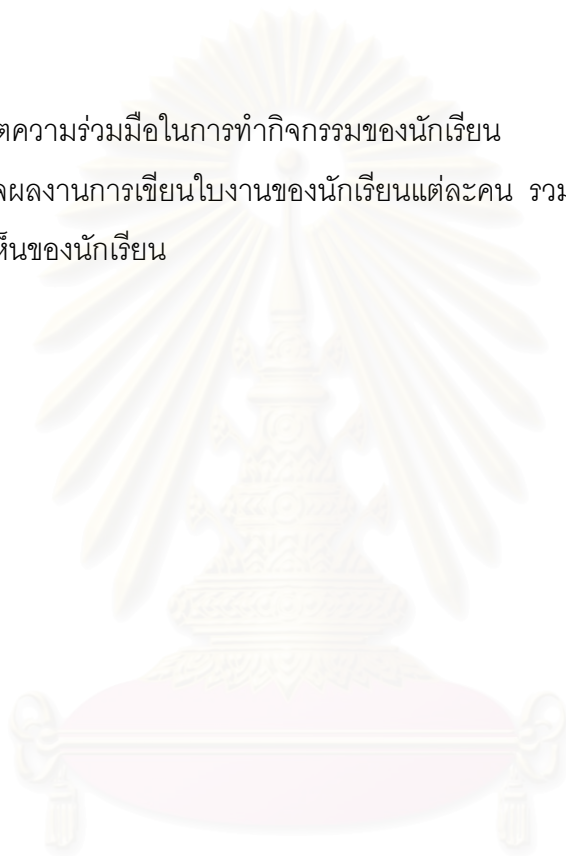 ตความร่วมมือในการทำกิจกรรมของนักเรียน
ผลงานการเขียนใบงานของนักเรียนแต่ละคน รวม
ห็นของนักเรียน